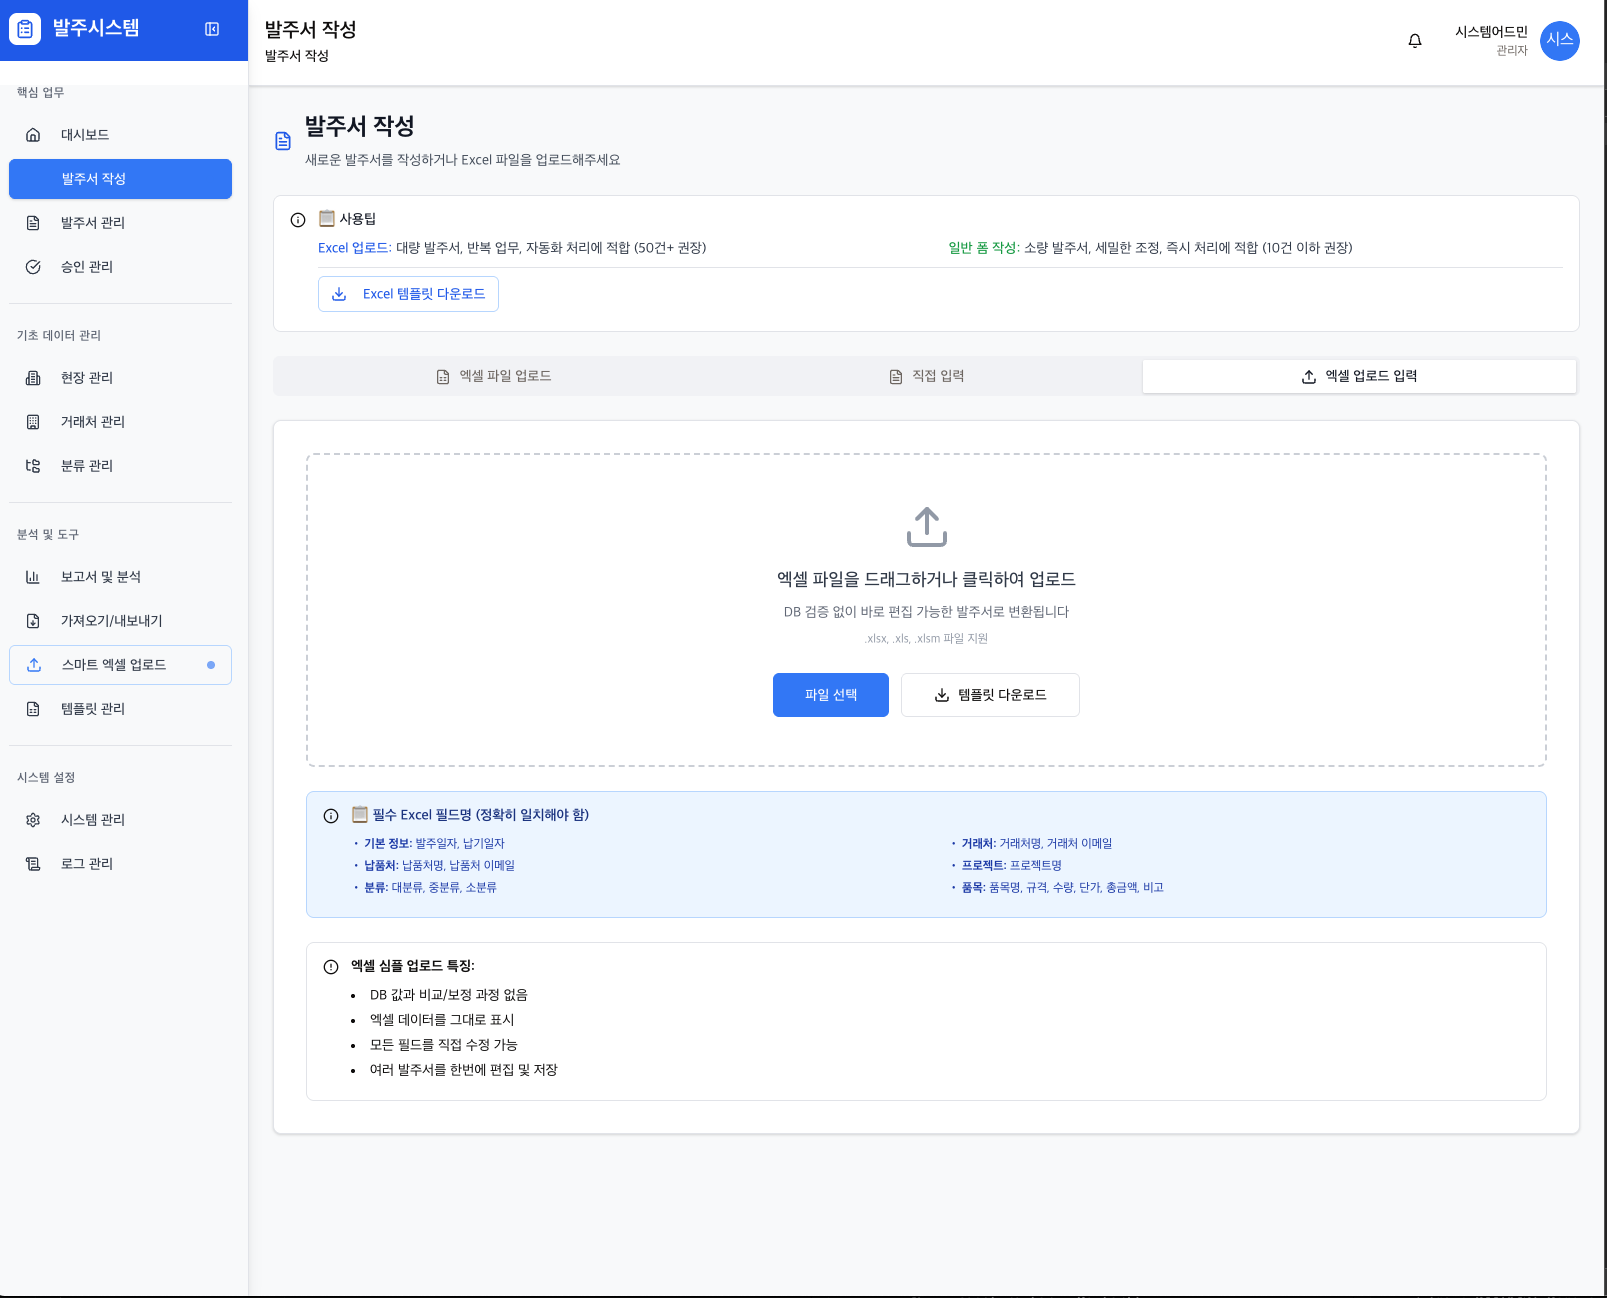 발주시스템
발주서 작성
발주서 작성
시스템어드민
관리자
시스
핵심 업무
대시보드
발주서 작성
발주서 관리
승인 관리
기초 데이터 관리
현장 관리
거래처 관리
분류 관리
분석 및 도구
보고서 및 분석
가져오기/내보내기
스마트 엑셀 업로드
템플릿 관리
시스템 설정
시스템 관리
로그 관리
발주서 작성
새로운 발주서를 작성하거나 Excel 파일을 업로드해주세요
📋 사용팁
Excel 업로드: 대량 발주서, 반복 업무, 자동화 처리에 적합 (50건+ 권장)
일반 폼 작성: 소량 발주서, 세밀한 조정, 즉시 처리에 적합 (10건 이하 권장)
Excel 템플릿 다운로드
엑셀 파일 업로드
직접 입력
엑셀 업로드 입력
엑셀 파일을 드래그하거나 클릭하여 업로드
DB 검증 없이 바로 편집 가능한 발주서로 변환됩니다
.xlsx, .xls, .xlsm 파일 지원
파일 선택
템플릿 다운로드
📋 필수 Excel 필드명 (정확히 일치해야 함)
• 기본 정보: 발주일자, 납기일자
• 거래처: 거래처명, 거래처 이메일
• 납품처: 납품처명, 납품처 이메일
• 프로젝트: 프로젝트명
• 분류: 대분류, 중분류, 소분류
• 품목: 품목명, 규격, 수량, 단가, 총금액, 비고
엑셀 심플 업로드 특징:
• DB 값과 비교/보정 과정 없음
• 엑셀 데이터를 그대로 표시
• 모든 필드를 직접 수정 가능
• 여러 발주서를 한번에 편집 및 저장